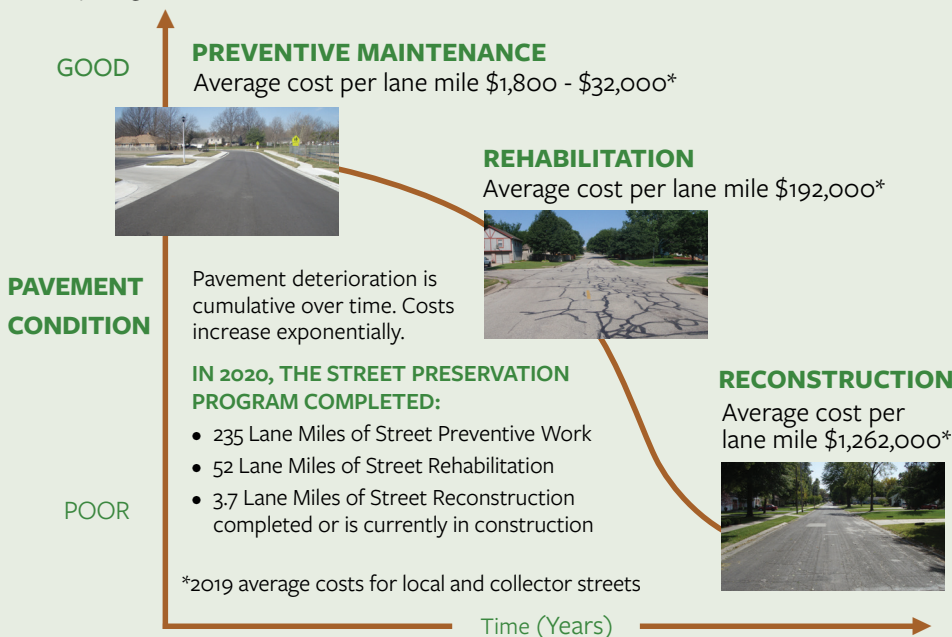 GOOD
PREVENTIVE MAINTENANCE
Average cost per lane mile $1,800 - $32,000*
REHABILITATION
Average cost per lane mile $192,000*
PAVEMENT
CONDITION
Pavement deterioration is
cumulative over time. Costs
increase exponentially.
IN 2020, THE STREET PRESERVATION
PROGRAM COMPLETED:
• 235 Lane Miles of Street Preventive Work
• 52 Lane Miles of Street Rehabilitation
• 3.7 Lane Miles of Street Reconstruction
completed or is currently in construction
RECONSTRUCTION
Average cost per
lane mile $1,262,000*
POOR
*2019 average costs for local and collector streets
Time (Years)